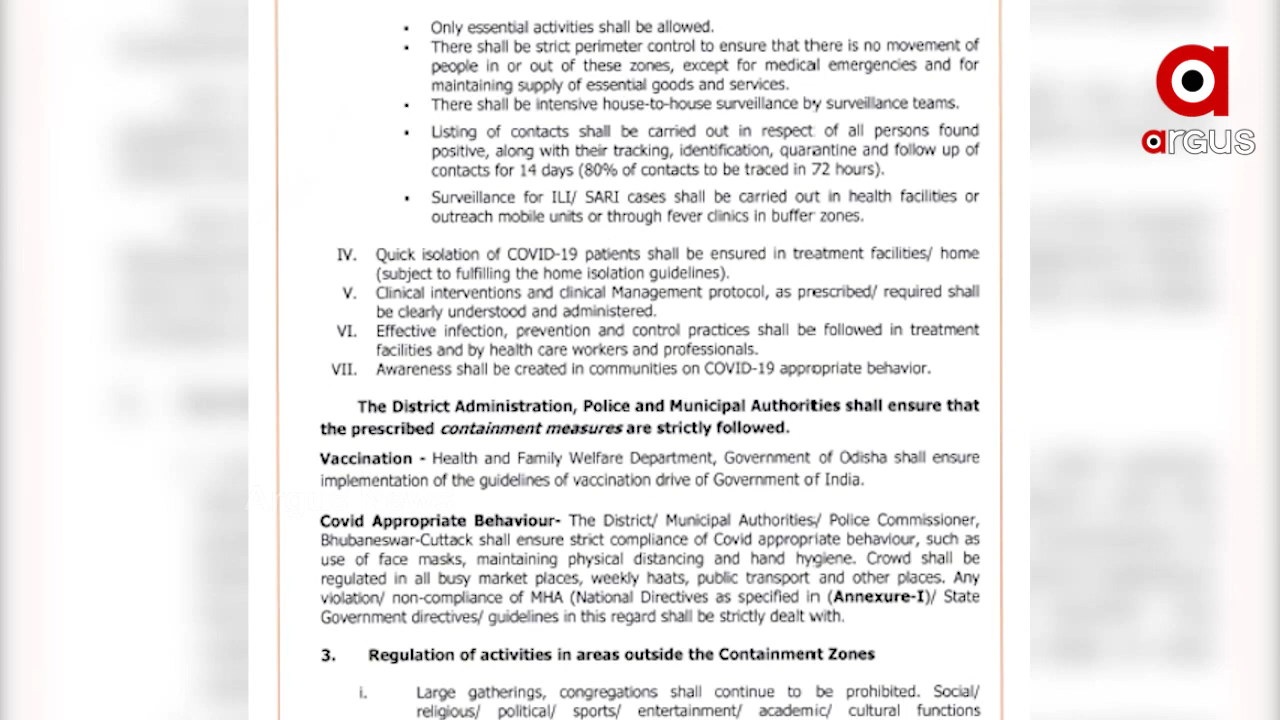 ▪ Only essential activities shall be allowed.
▪ There shall be strict perimeter control to ensure that there is no movement of
people in or out of these zones, except for medical emergencies and for
maintaining supply of essential goods and services.
▪ There shall be intensive house-to-house surveillance by surveillance teams.
▪ Listing of contacts shall be carried out in respect of all persons found
positive, along with their tracking, identification, quarantine and follow up of
contacts for 14 days (80% of contacts to be traced in 72 hours).
▪ Surveillance for ILI/ SARI cases shall be carried out in health facilities or
outreach mobile units or through fever clinics in buffer zones.
IV. Quick isolation of COVID-19 patients shall be ensured in treatment facilities/ home
(subject to fulfilling the home isolation guidelines).
V. Clinical interventions and clinical Management protocol, as prescribed/ required shall
be clearly understood and administered.
VI. Effective infection, prevention and control practices shall be followed in treatment
facilities and by health care workers and professionals.
VII. Awareness shall be created in communities on COVID-19 appropriate behavior.
The District Administration, Police and Municipal Authorities shall ensure that
the prescribed containment measures are strictly followed.
Vaccination - Health and Family Welfare Department, Government of Odisha shall ensure
implementation of the guidelines of vaccination drive of Government of India.
Covid Appropriate Behaviour- The District/ Municipal Authorities/ Police Commissioner,
Bhubaneswar-Cuttack shall ensure strict compliance of Covid appropriate behaviour, such as
use of face masks, maintaining physical distancing and hand hygiene. Crowd shall be
regulated in all busy market places, weekly haats, public transport and other places. Any
violation/ non-compliance of MHA (National Directives as specified in (Annexure-I)/ State
Government directives/ guidelines in this regard shall be strictly dealt with.
3. Regulation of activities in areas outside the Containment Zones
i. Large gatherings, congregations shall continue to be prohibited. Social/
religious/ political/ sports/ entertainment/ academic/ cultural functions
a
argus